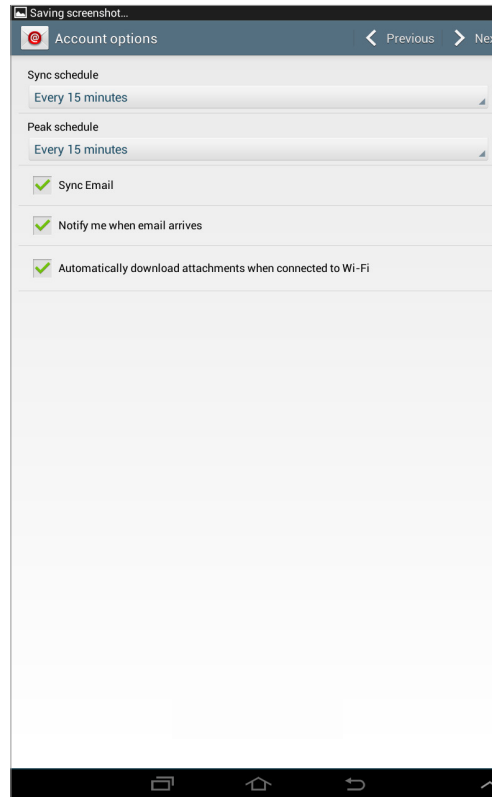 Saving screenshot...
Account options
Previous
Sync schedule
Every 15 minutes
Peak schedule
Every 15 minutes
Sync Email
Notify me when email arrives
Automatically download attachments when connected to Wi-Fi